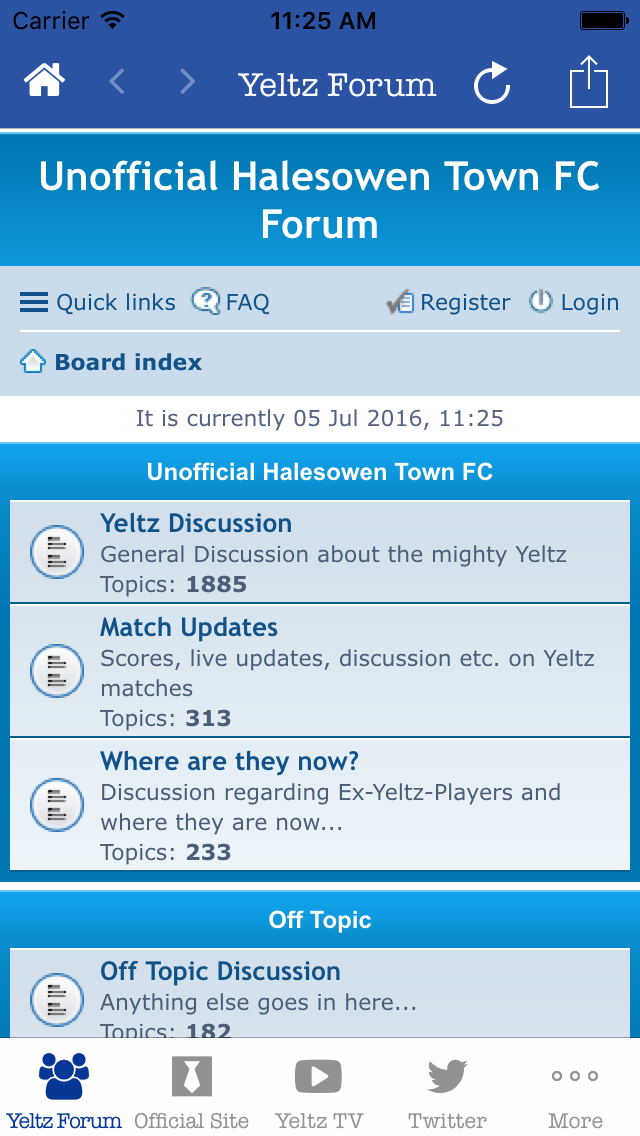 Carrier 11:25 AM
Yeltz Forum
Unofficial Halesowen Town FC
Forum
Quick links FAQ Register Login
Board index
It is currently 05 Jul 2016, 11:25
Unofficial Halesowen Town FC
Yeltz Discussion
General Discussion about the mighty Yeltz
Topics: 1885
Match Updates
Scores, live updates, discussion etc. on Yeltz
matches
Topics: 313
Where are they now?
Discussion regarding Ex-Yeltz-Players and
where they are now...
Topics: 233
Off Topic
Off Topic Discussion
Anything else goes in here...
Topics: 182
Yeltz Forum Official Site Yeltz TV Twitter More